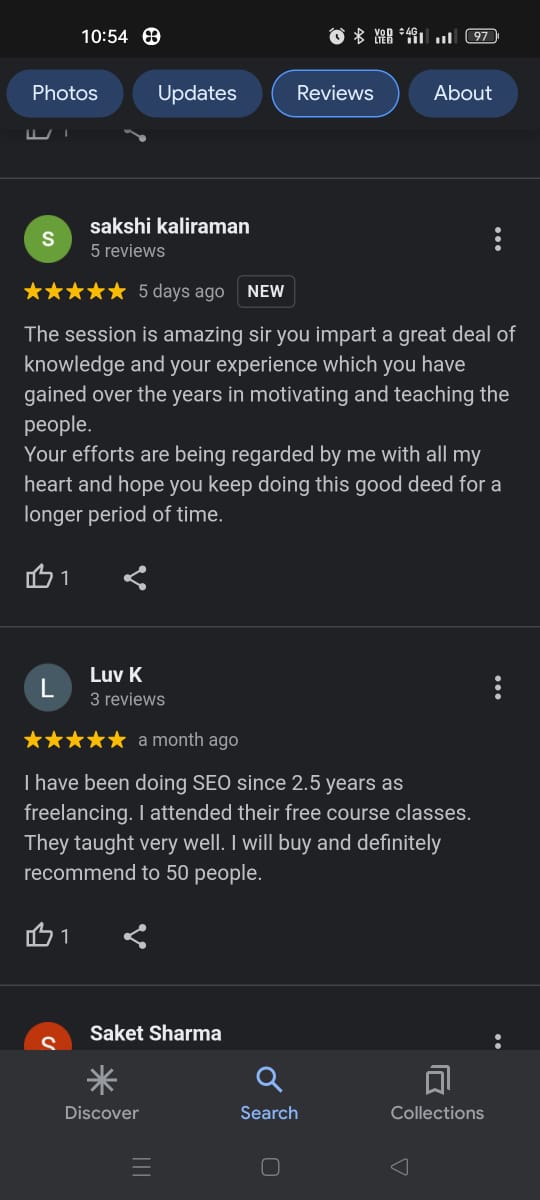 10:54
VoD LTE 4G 97
Photos Updates Reviews About
1
S sakshi kaliraman
5 reviews
5 days ago NEW
The session is amazing sir you impart a great deal of
knowledge and your experience which you have
gained over the years in motivating and teaching the
people.
Your efforts are being regarded by me with all my
heart and hope you keep doing this good deed for a
longer period of time.
1
L Luv K
3 reviews
a month ago
I have been doing SEO since 2.5 years as
freelancing. I attended their free course classes.
They taught very well. I will buy and definitely
recommend to 50 people.
1
S Saket Sharma
Discover Search Collections